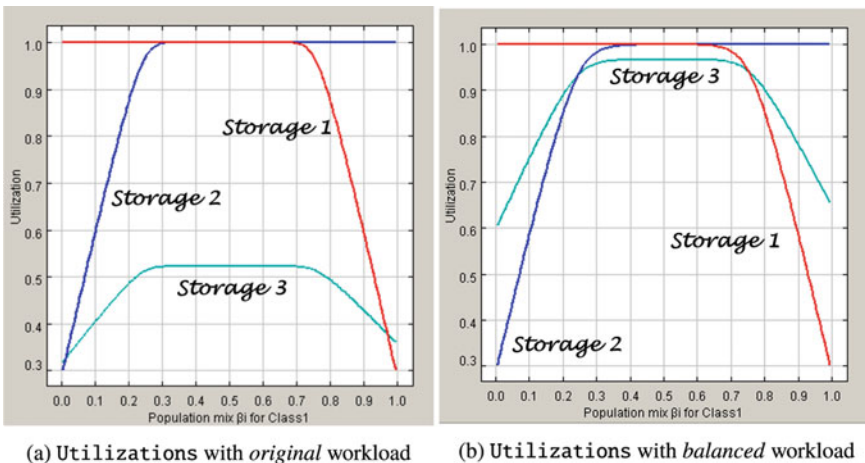 1.0
0.9
0.8
0.7
0.6
0.5
0.4
0.3
Utilization
Storage 1
Storage 2
Storage 3
0.0 0.1 0.2 0.3 0.4 0.5 0.6 0.7 0.8 0.9 1.0
Population mix βi for Class1
(a) Utilizations with original workload
1.0
0.9
0.8
0.7
0.6
0.5
0.4
0.3
Utilization
Storage 3
Storage 1
Storage 2
0.0 0.1 0.2 0.3 0.4 0.5 0.6 0.7 0.8 0.9 1.0
Population mix βi for Class1
(b) Utilizations with balanced workload